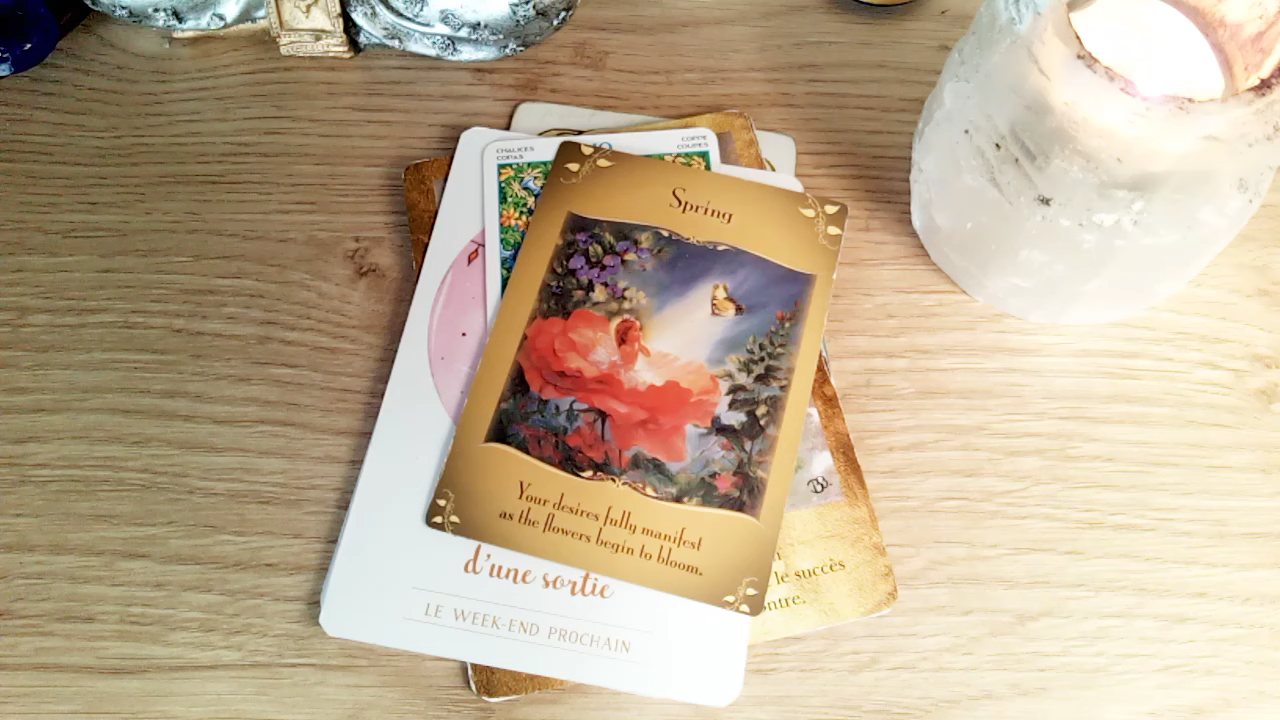 CHALICES
COPAS
COPPE
COUPES
Spring
Your desires fully manifest
as the flowers begin to bloom.
d'une sortie
LE WEEK-END PROCHAIN
le succès